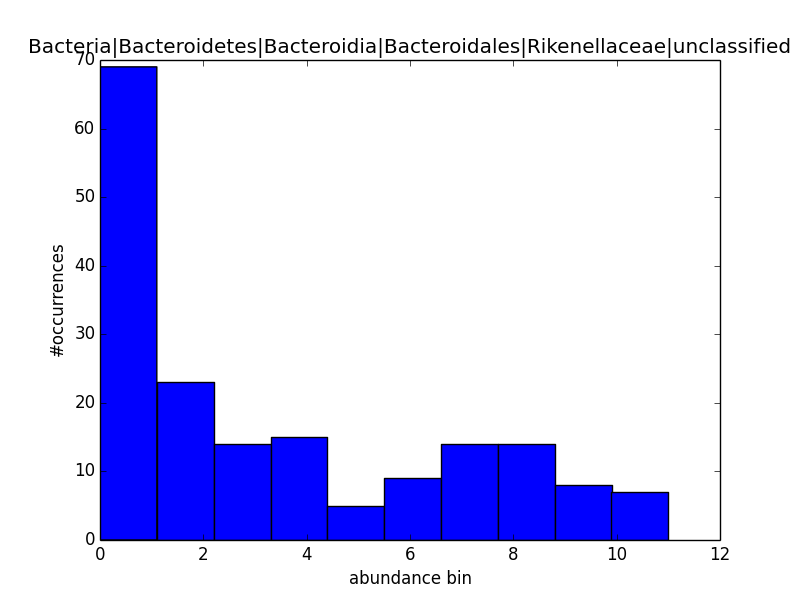 Bacteria|Bacteroidetes|Bacteroidia|Bacteroidales|Rikenellaceae|unclassified
70
60
50
40
30
20
10
0
#occurrences
0 2 4 6 8 10 12
abundance bin